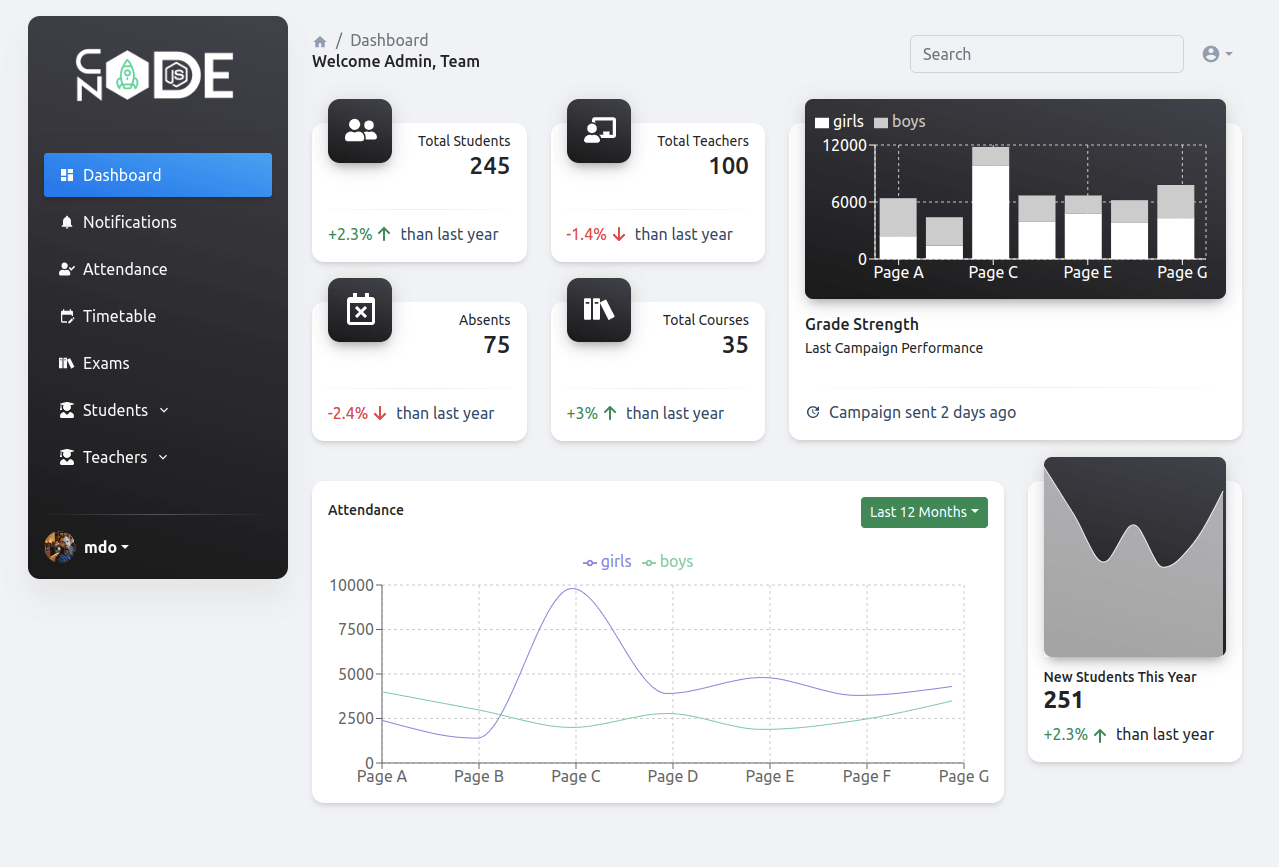 CNODE
JS
Dashboard
Notifications
Attendance
Timetable
Exams
Students
Teachers
mdo
/ Dashboard
Welcome Admin, Team
Search
Total Students
245
+2.3% than last year
Total Teachers
100
-1.4% than last year
Absents
75
-2.4% than last year
Total Courses
35
+3% than last year
girls boys
12000
6000
0
Page A Page C Page E Page G
Grade Strength
Last Campaign Performance
Campaign sent 2 days ago
Attendance
Last 12 Months
girls boys
10000
7500
5000
2500
0
Page A Page B Page C Page D Page E Page F Page G
New Students This Year
251
+2.3% than last year